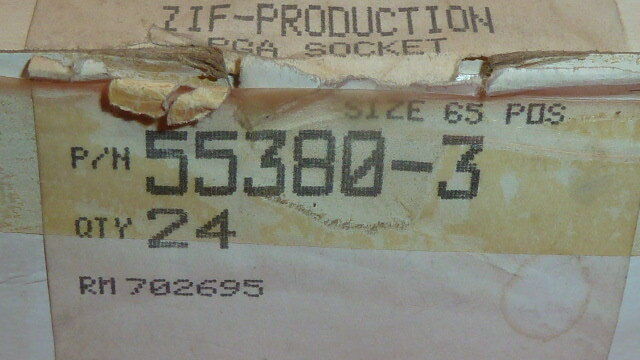 ZIF-PRODUCTION
PGA SOCKET
SIZE 65 POS
P/N 55380-3
QTY 24
RM 702695